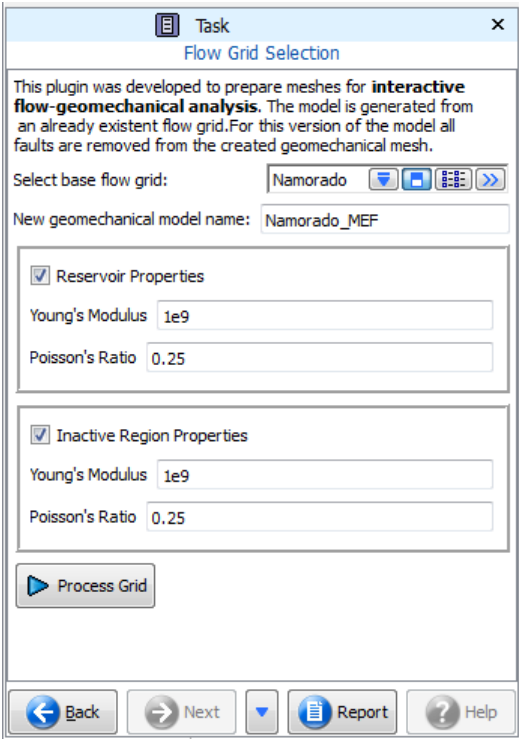 Task
Flow Grid Selection
This plugin was developed to prepare meshes for interactive
flow-geomechanical analysis. The model is generated from
an already existent flow grid.For this version of the model all
faults are removed from the created geomechanical mesh.
Select base flow grid: Namorado
New geomechanical model name: Namorado_MEF
Reservoir Properties
Young's Modulus 1e9
Poisson's Ratio 0.25
Inactive Region Properties
Young's Modulus 1e9
Poisson's Ratio 0.25
Process Grid
Back Next Report Help